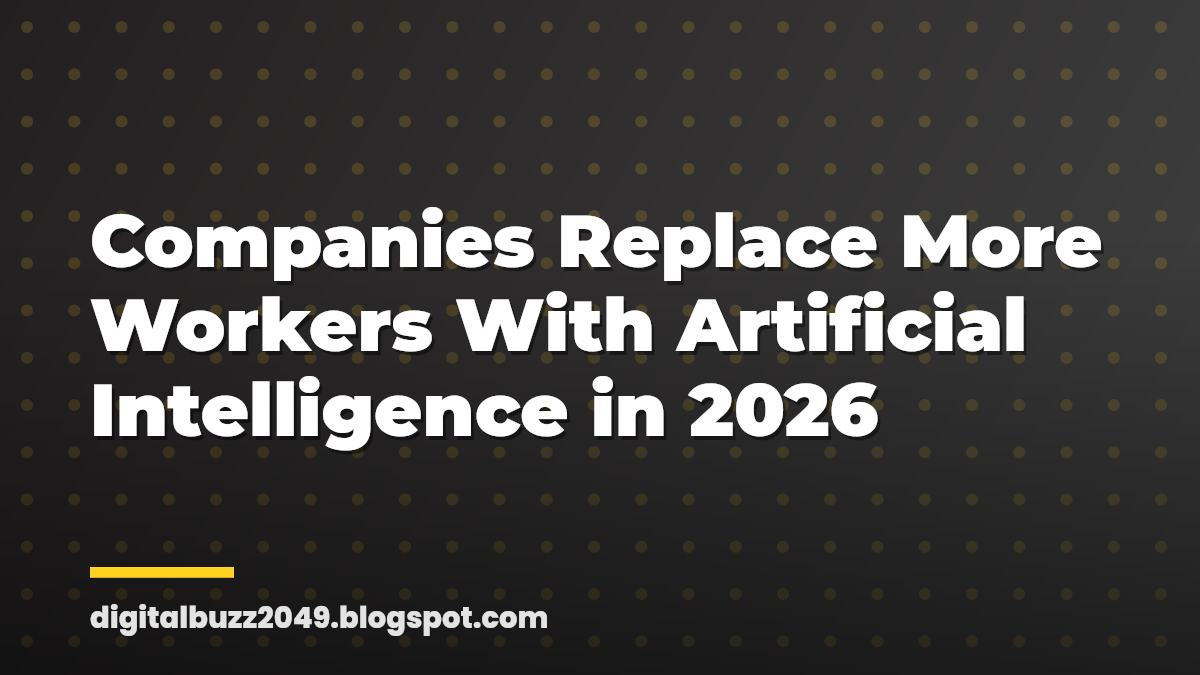 Companies Replace More
Workers With Artificial
Intelligence in 2026
digitalbuzz2049.blogspot.com